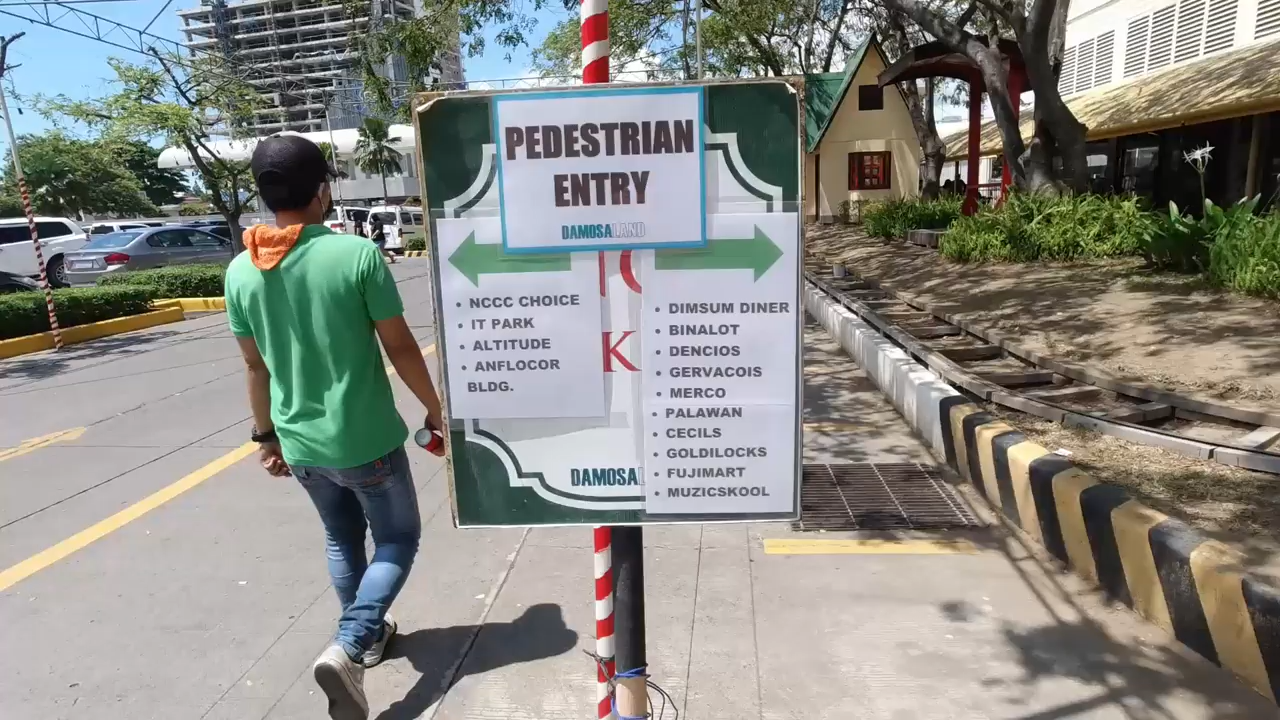 PEDESTRIAN
ENTRY
DAMOSALAND
• NCCC CHOICE
• IT PARK
• ALTITUDE
• ANFLOCOR
BLDG.
K
• DIMSUM DINER
• BINALOT
• DENCIOS
• GERVACOIS
• MERCO
• PALAWAN
• CECILS
• GOLDILOCKS
• FUJIMART
• MUZICSKOOL
DAMOSAL